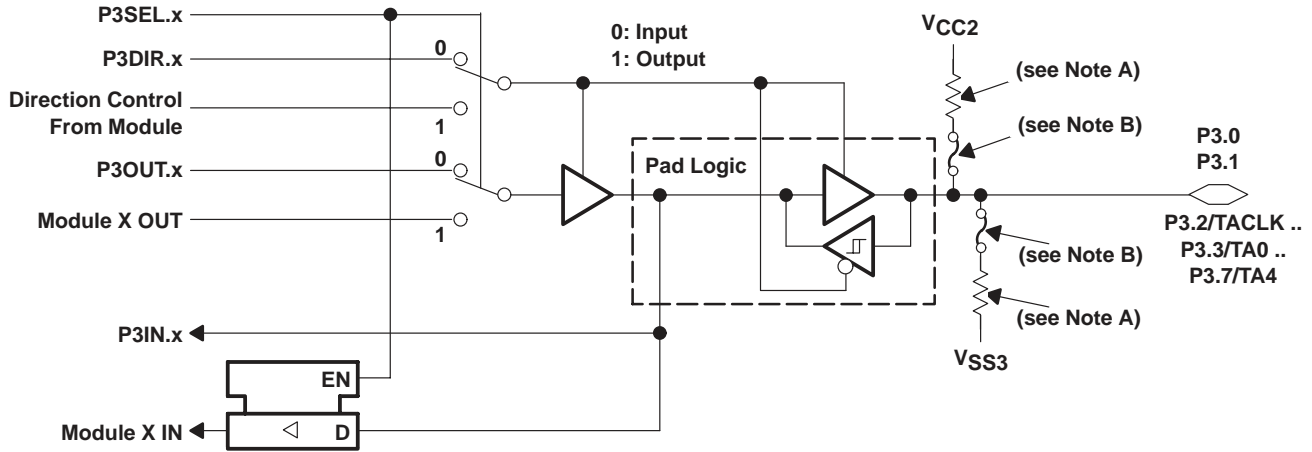 P3SEL.x
P3DIR.x
Direction Control
From Module
P3OUT.x
Module X OUT
0
1
0
1
0: Input
1: Output
Pad Logic
VCC2
(see Note A)
(see Note B)
P3.0
P3.1
P3.2/TACLK ..
P3.3/TA0 ..
P3.7/TA4
(see Note B)
(see Note A)
VSS3
P3IN.x
EN
D
Module X IN